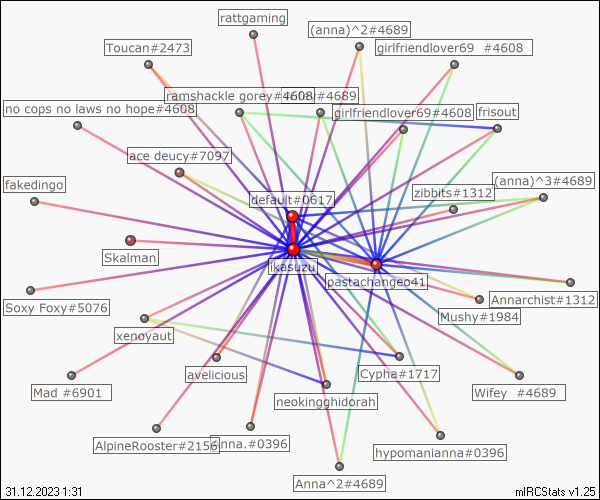 rattgaming
(anna)^2#4689
Toucan#2473
girlfriendlover69 #4608
ramshackle gorey#4608
#4689
no cops no laws no hope#4608
girlfriendlover69#4608
frisout
ace deucy#7097
fakedingo
zibbits#1312
(anna)^3#4689
default#0617
Skalman
ikasuzu
pastachangeo41
Soxy Foxy#5076
Annarchist#1312
Mushy#1984
xenoyaut
Cypha#1717
avelicious
Mad #6901
neokingghidorah
Wifey #4689
AlpineRooster#2156
Anna.#0396
hypomanianna#0396
Anna^2#4689
31.12.2023 1:31
mIRCStats v1.25